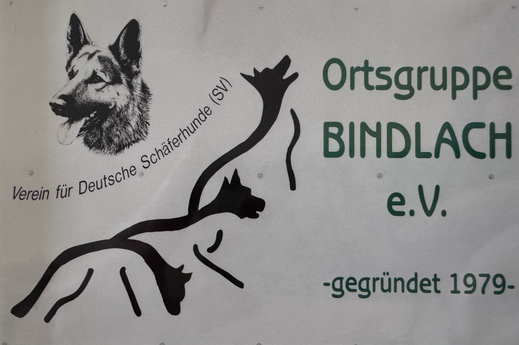 Verein für Deutsche Schäferhunde (SV)
Ortsgruppe
BINDLACH
e.V.
-gegründet 1979-